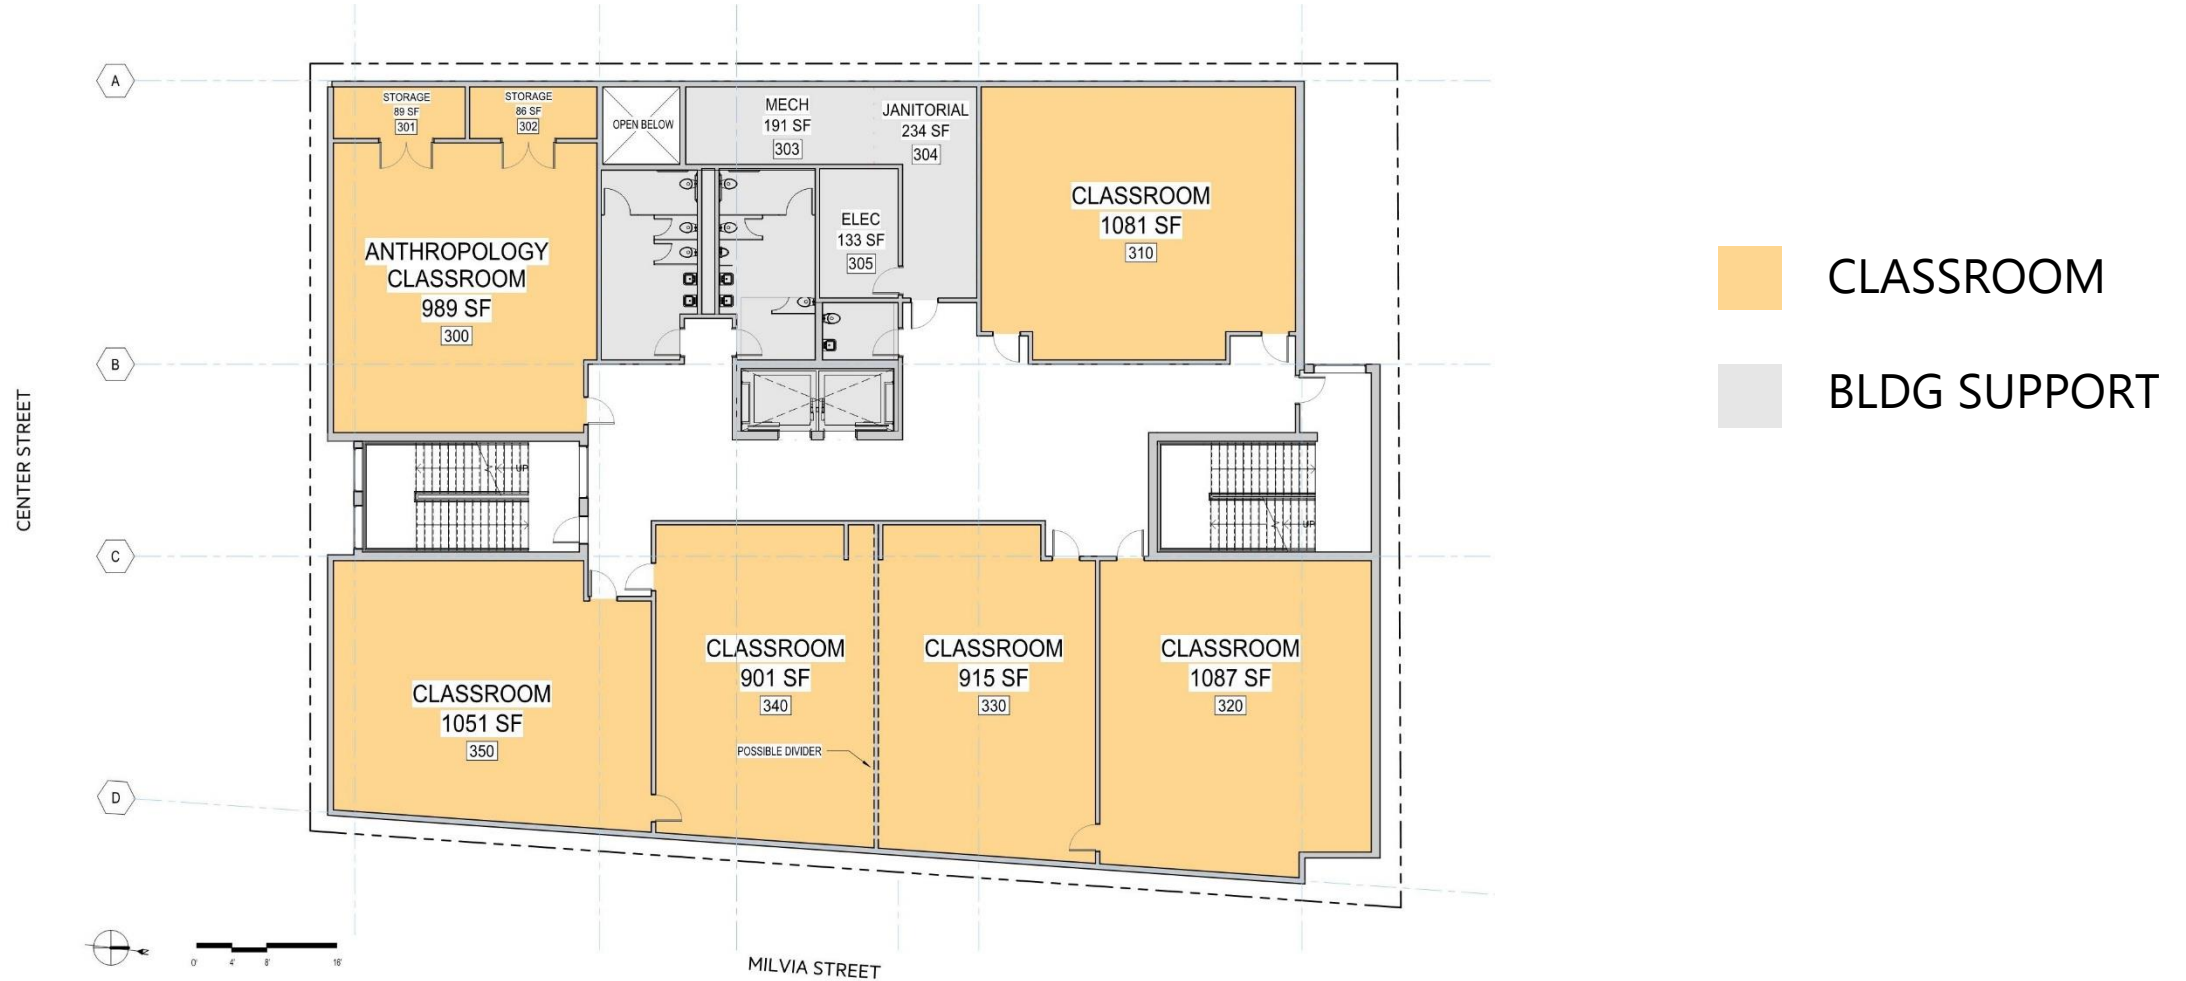 A
B
C
D
CENTER STREET
MILVIA STREET
STORAGE
89 SF
301
STORAGE
86 SF
302
OPEN BELOW
MECH
191 SF
303
JANITORIAL
234 SF
304
ELEC
133 SF
305
CLASSROOM
1081 SF
310
ANTHROPOLOGY
CLASSROOM
989 SF
300
UP
UP
CLASSROOM
1051 SF
350
CLASSROOM
901 SF
340
POSSIBLE DIVIDER
CLASSROOM
915 SF
330
CLASSROOM
1087 SF
320
0' 4' 8' 16'
CLASSROOM
BLDG SUPPORT